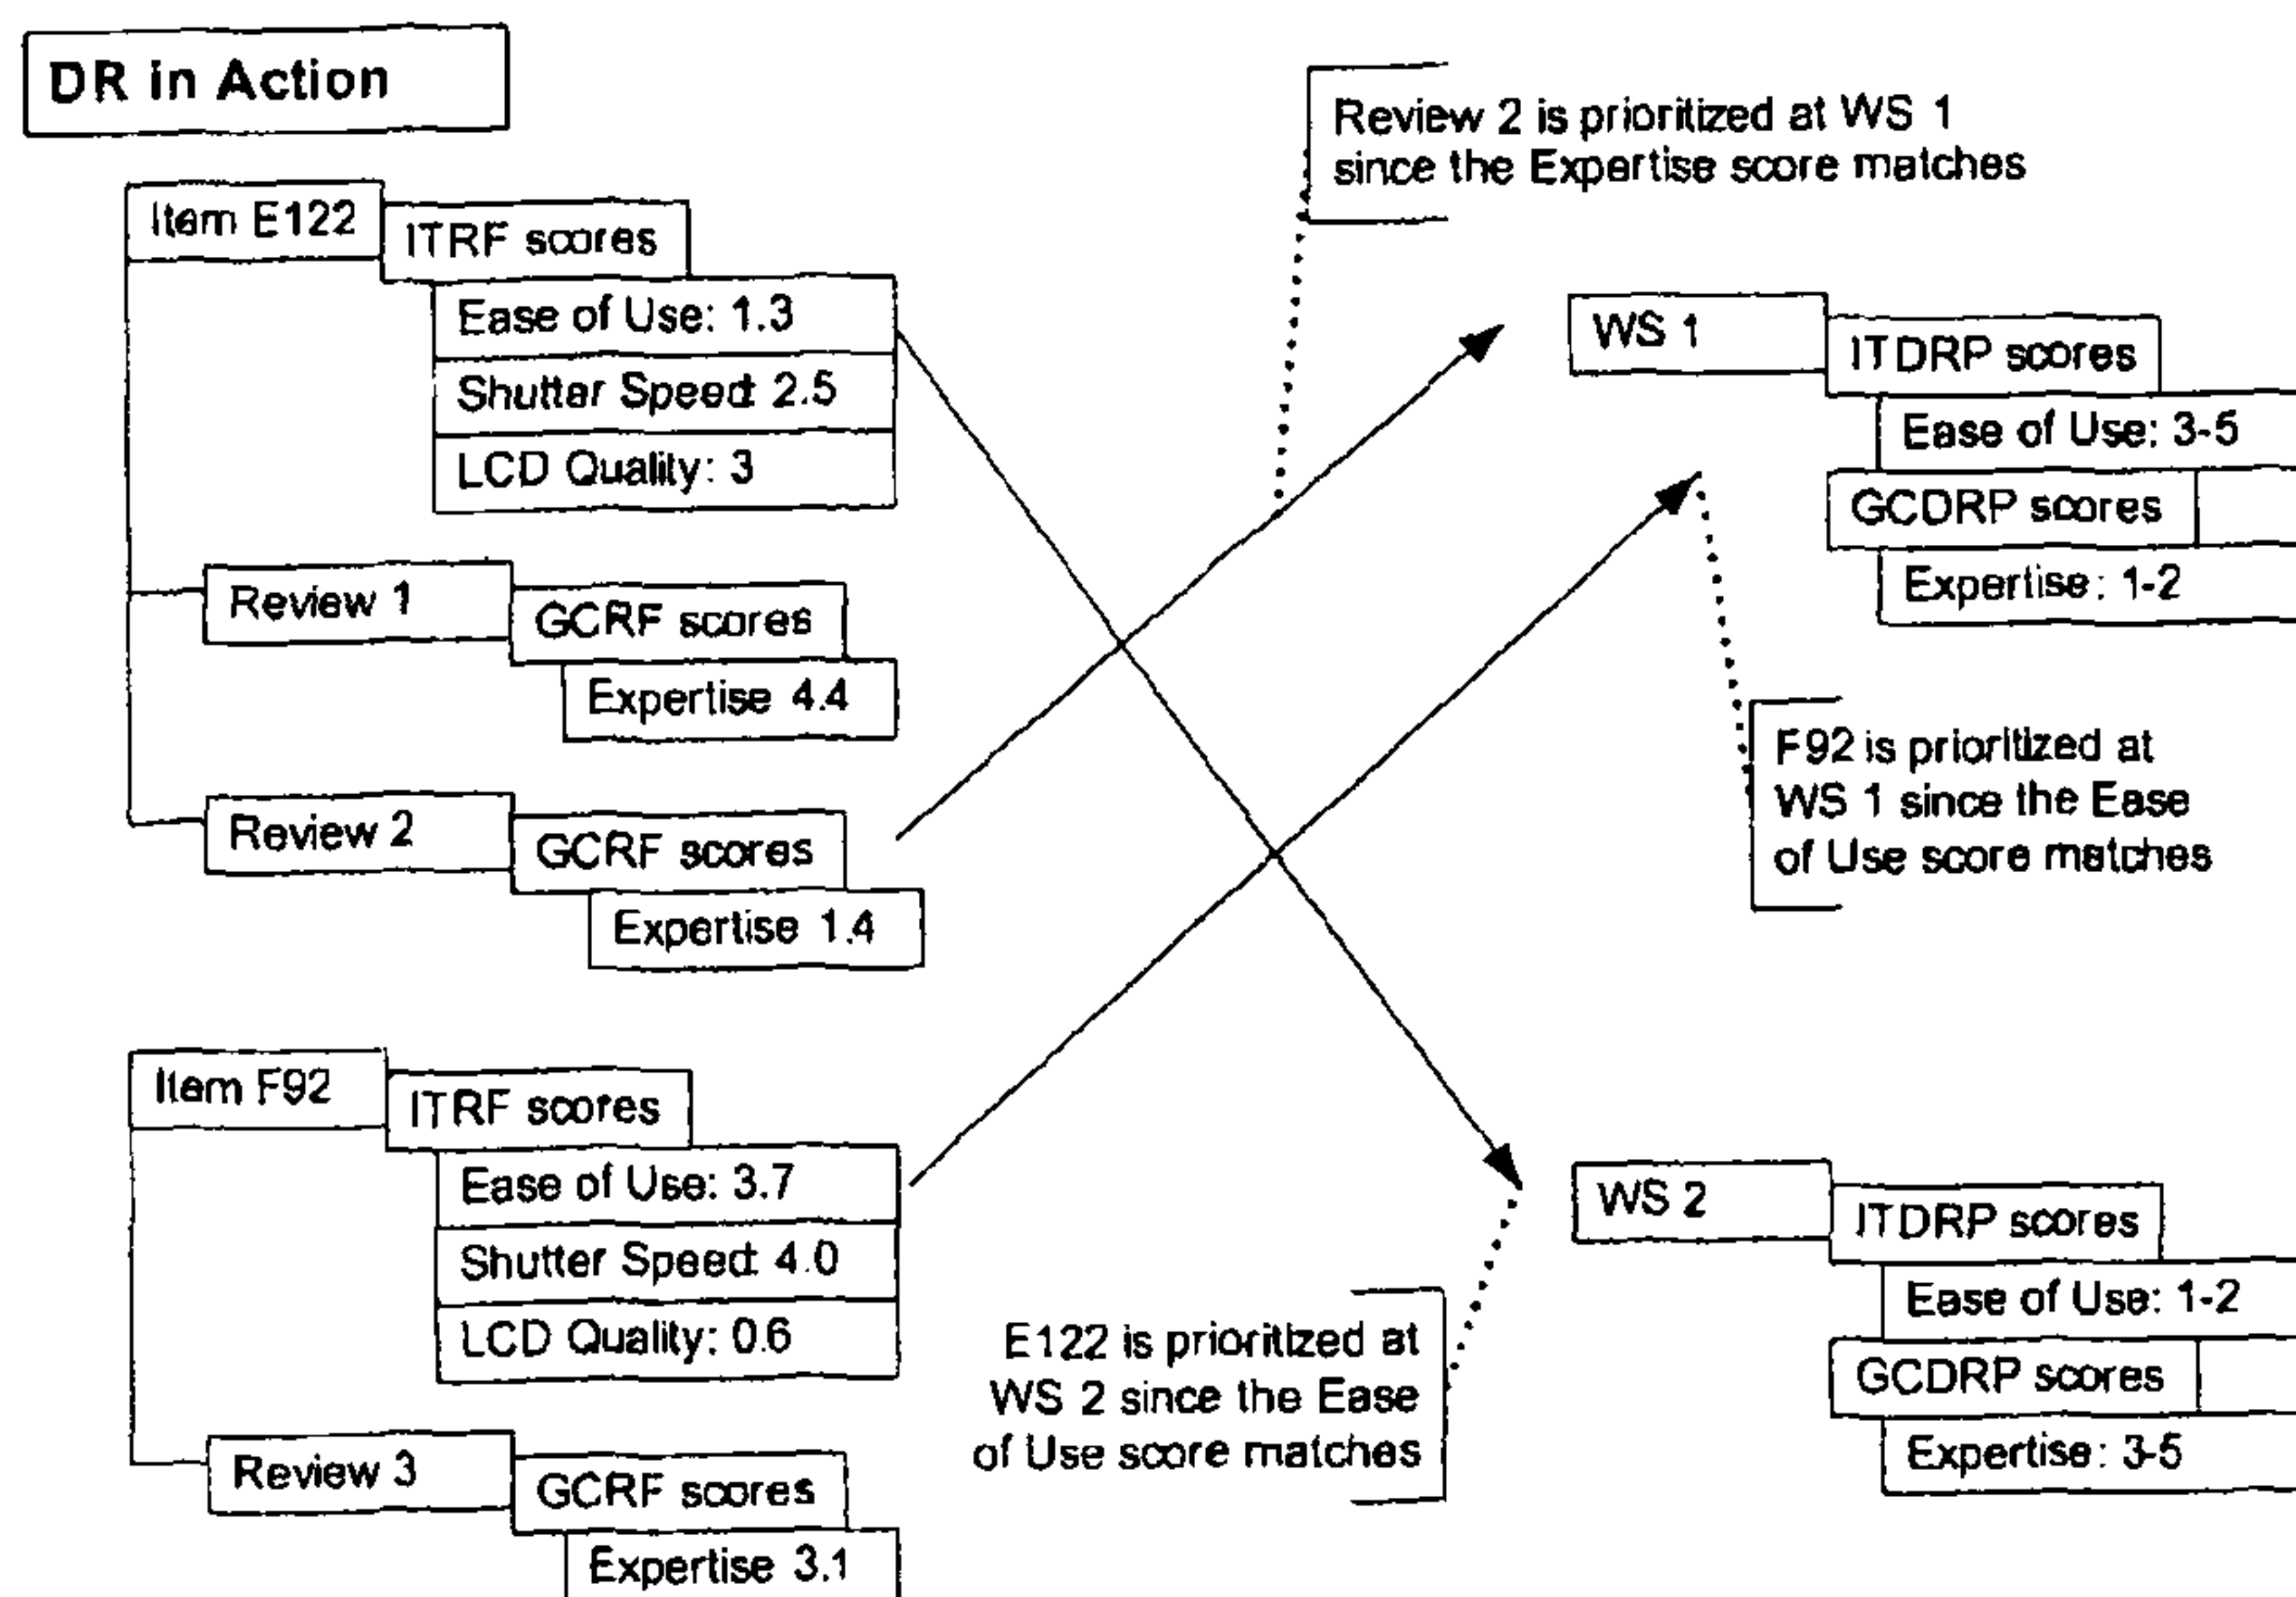 DR in Action
Item E122
ITRF scores
Ease of Use: 1.3
Shutter Speed: 2.5
LCD Quality: 3
Review 1
GCRF scores
Expertise 4.4
Review 2
GCRF scores
Expertise 1.4
Item F92
ITRF scores
Ease of Use: 3.7
Shutter Speed: 4.0
LCD Quality: 0.6
Review 3
GCRF scores
Expertise 3.1
Review 2 is prioritized at WS 1
since the Expertise score matches
WS 1
ITDRP scores
Ease of Use: 3-5
GCDRP scores
Expertise: 1-2
F92 is prioritized at
WS 1 since the Ease
of Use score matches
E122 is prioritized at
WS 2 since the Ease
of Use score matches
WS 2
ITDRP scores
Ease of Use: 1-2
GCDRP scores
Expertise: 3-5